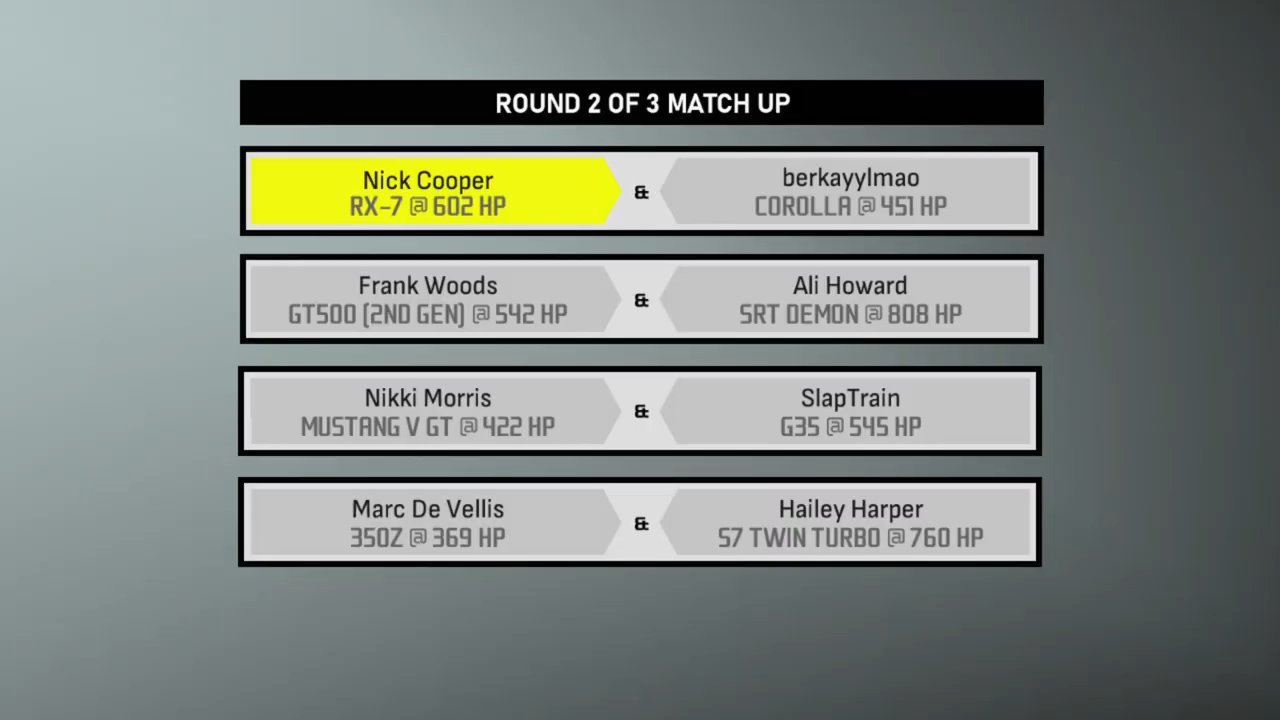 ROUND 2 OF 3 MATCH UP
Nick Cooper
RX-7 @ 602 HP
&
berkayylmao
COROLLA @ 451 HP
Frank Woods
GT500 (2ND GEN) @ 542 HP
&
Ali Howard
SRT DEMON @ 808 HP
Nikki Morris
MUSTANG V GT @ 422 HP
&
SlapTrain
G35 @ 545 HP
Marc De Vellis
350Z @ 369 HP
&
Hailey Harper
S7 TWIN TURBO @ 760 HP